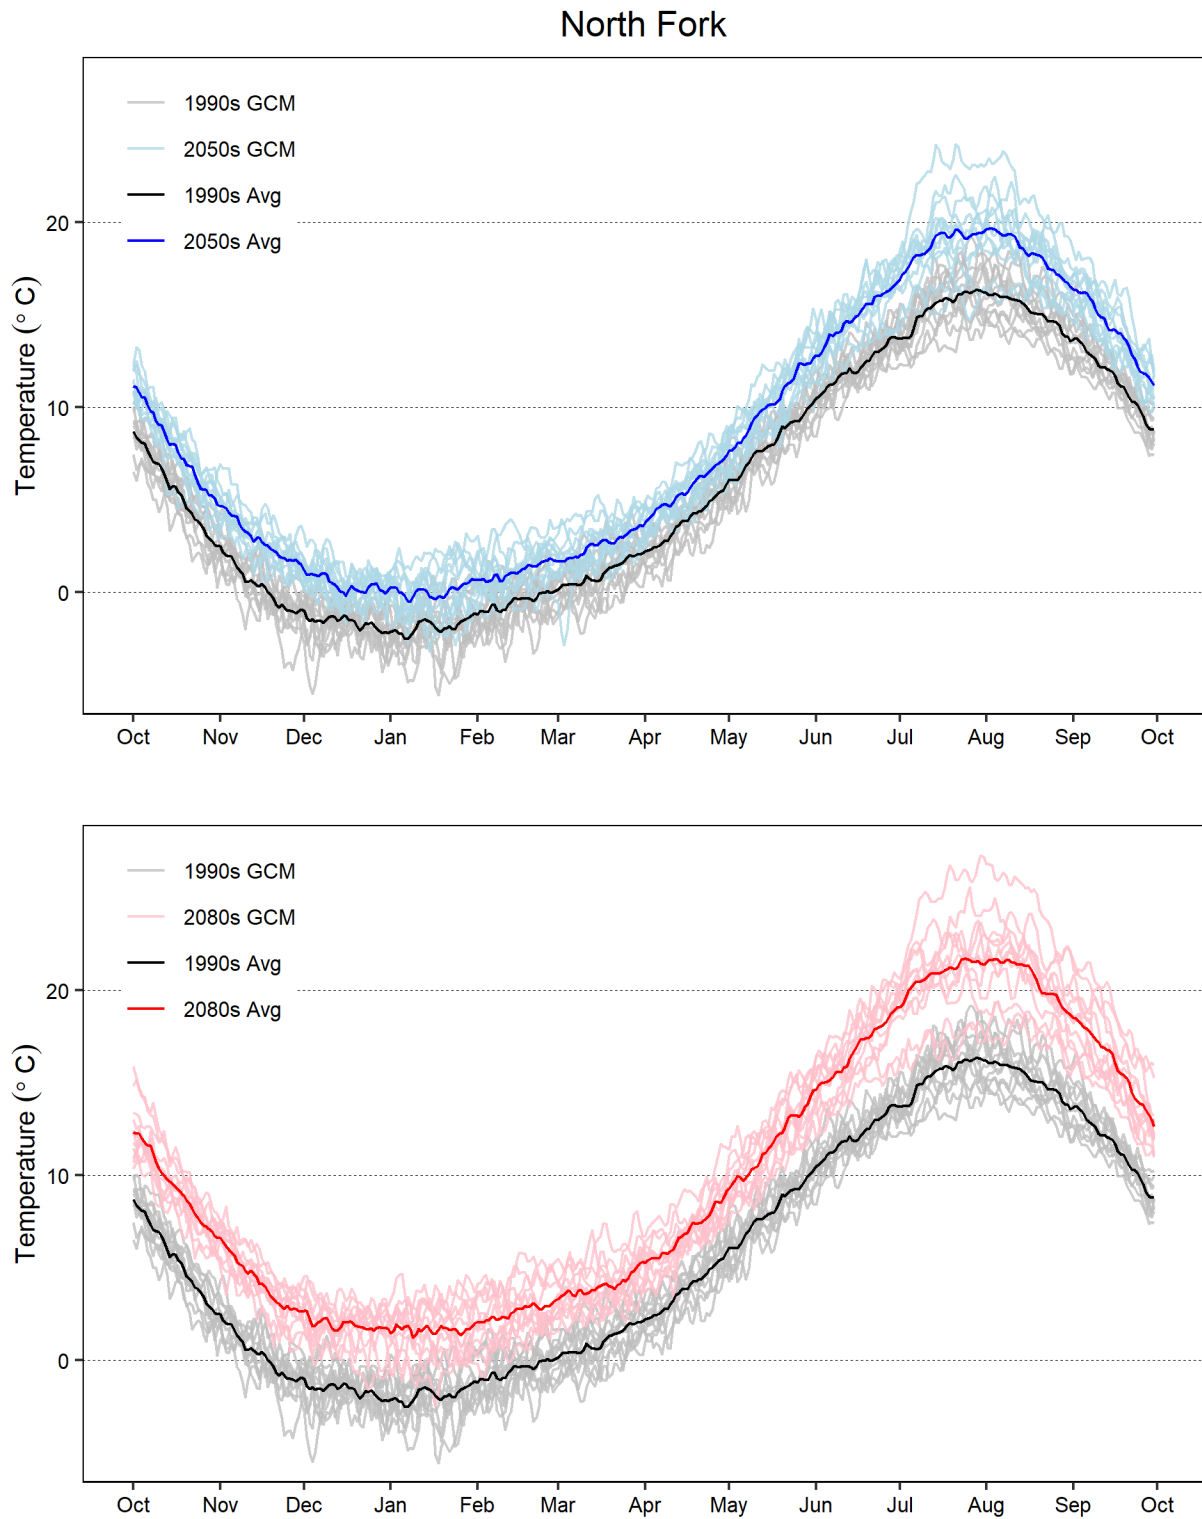 North Fork
1990s GCM
2050s GCM
1990s Avg
2050s Avg
20
10
0
Temperature (° C)
Oct Nov Dec Jan Feb Mar Apr May Jun Jul Aug Sep Oct
1990s GCM
2080s GCM
1990s Avg
2080s Avg
20
10
0
Temperature (° C)
Oct Nov Dec Jan Feb Mar Apr May Jun Jul Aug Sep Oct